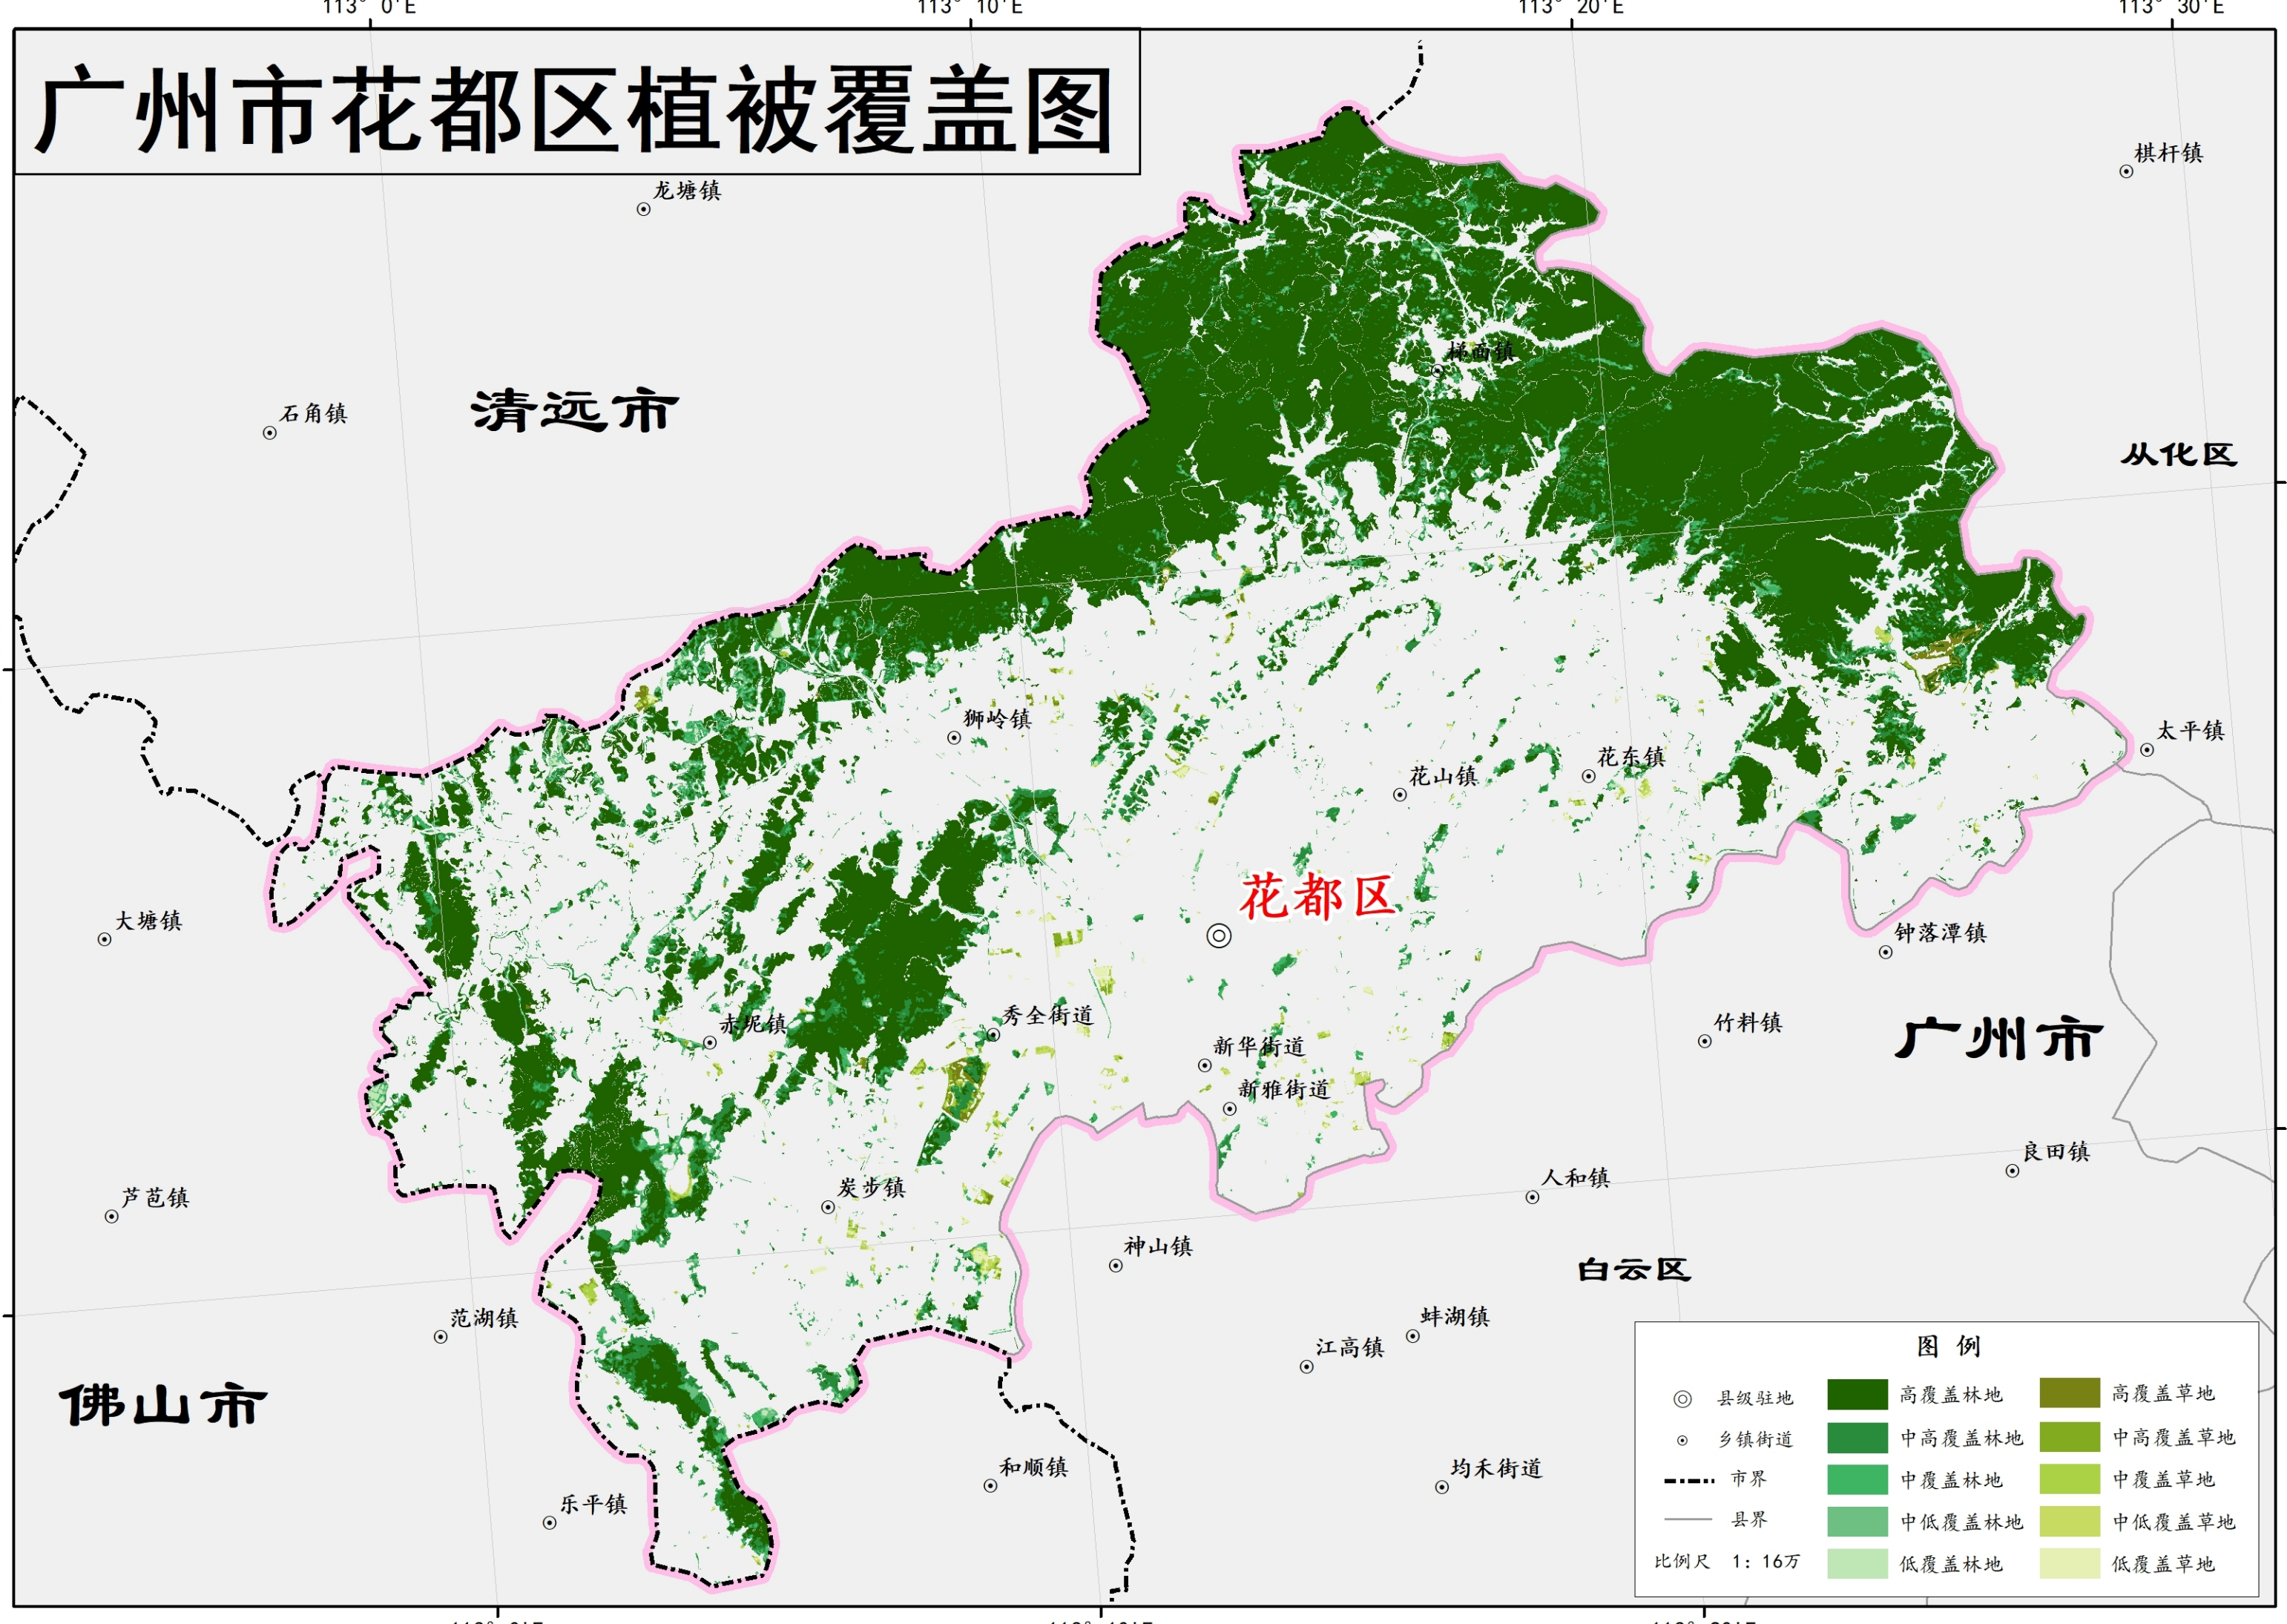 113° 0'E
113° 10'E
113° 20'E
113° 30'E
广州市花都区植被覆盖图
棋杆镇
龙塘镇
梯面镇
石角镇
清远市
从化区
狮岭镇
太平镇
花山镇
花东镇
花都区
大塘镇
钟落潭镇
赤坭镇
秀全街道
竹料镇
广州市
新华街道
新雅街道
良田镇
芦苞镇
炭步镇
人和镇
神山镇
白云区
范湖镇
江高镇
蚌湖镇
佛山市
和顺镇
均禾街道
乐平镇
图 例
县级驻地
高覆盖林地
高覆盖草地
乡镇街道
中高覆盖林地
中高覆盖草地
市界
中覆盖林地
中覆盖草地
县界
中低覆盖林地
中低覆盖草地
比例尺 1: 16万
低覆盖林地
低覆盖草地